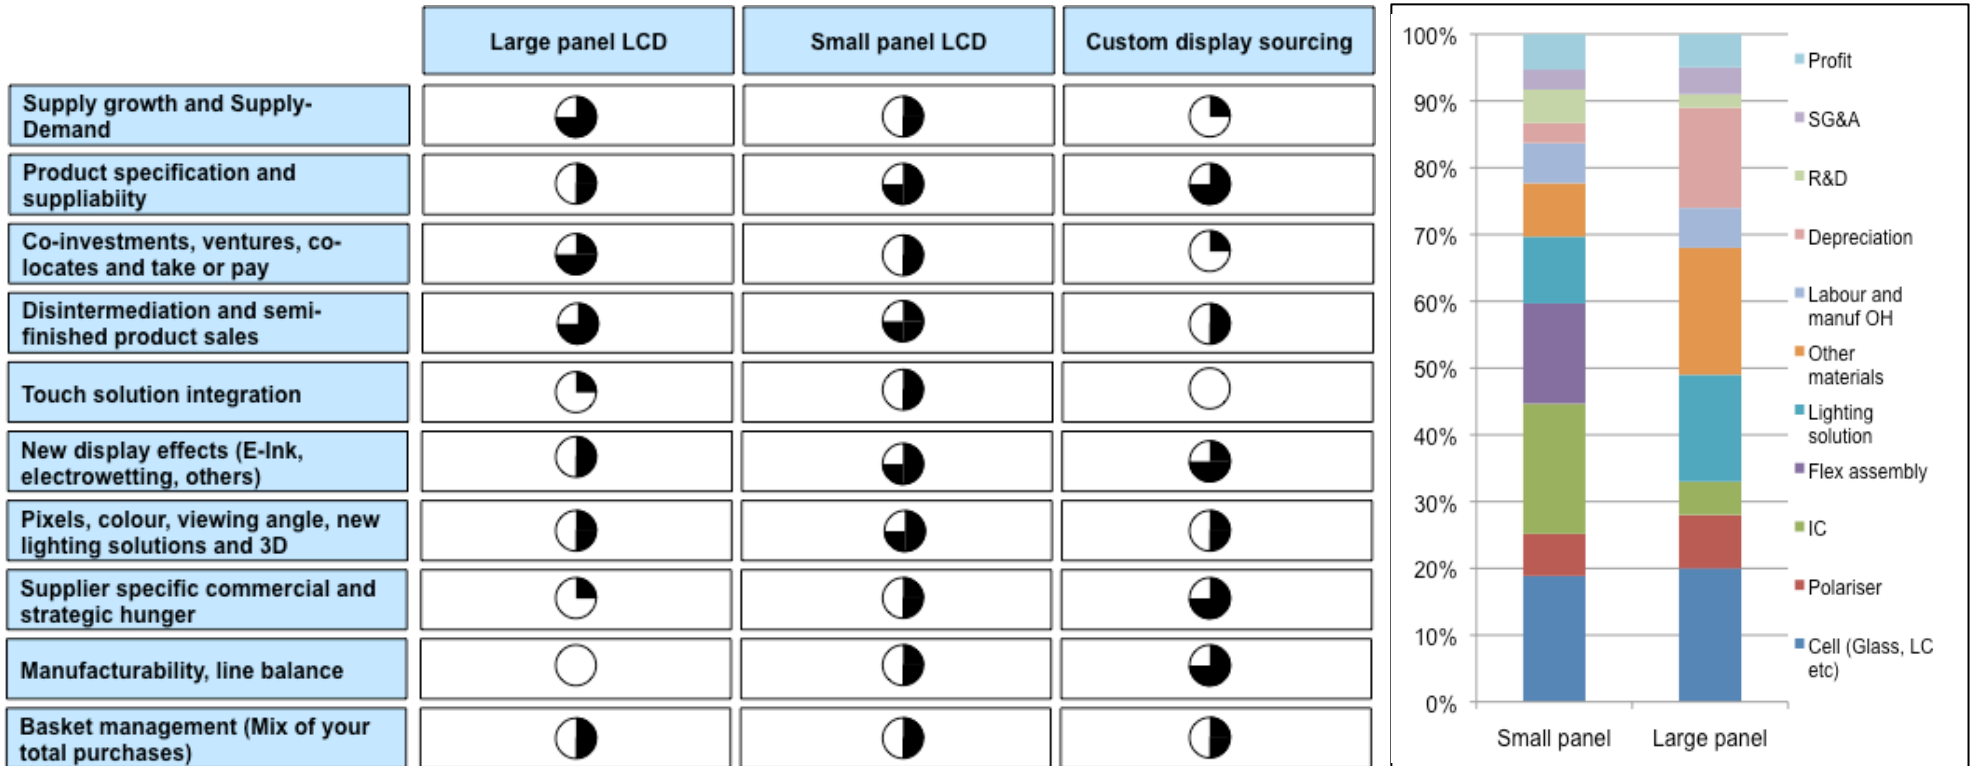 Large panel LCD
Small panel LCD
Custom display sourcing
Supply growth and Supply-
Demand
Product specification and
suppliabiity
Co-investments, ventures, co-
locates and take or pay
Disintermediation and semi-
finished product sales
Touch solution integration
New display effects (E-Ink,
electrowetting, others)
Pixels, colour, viewing angle, new
lighting solutions and 3D
Supplier specific commercial and
strategic hunger
Manufacturability, line balance
Basket management (Mix of your
total purchases)
100%
90%
80%
70%
60%
50%
40%
30%
20%
10%
0%
Small panel
Large panel
Profit
SG&A
R&D
Depreciation
Labour and
manuf OH
Other
materials
Lighting
solution
Flex assembly
IC
Polariser
Cell (Glass, LC
etc)